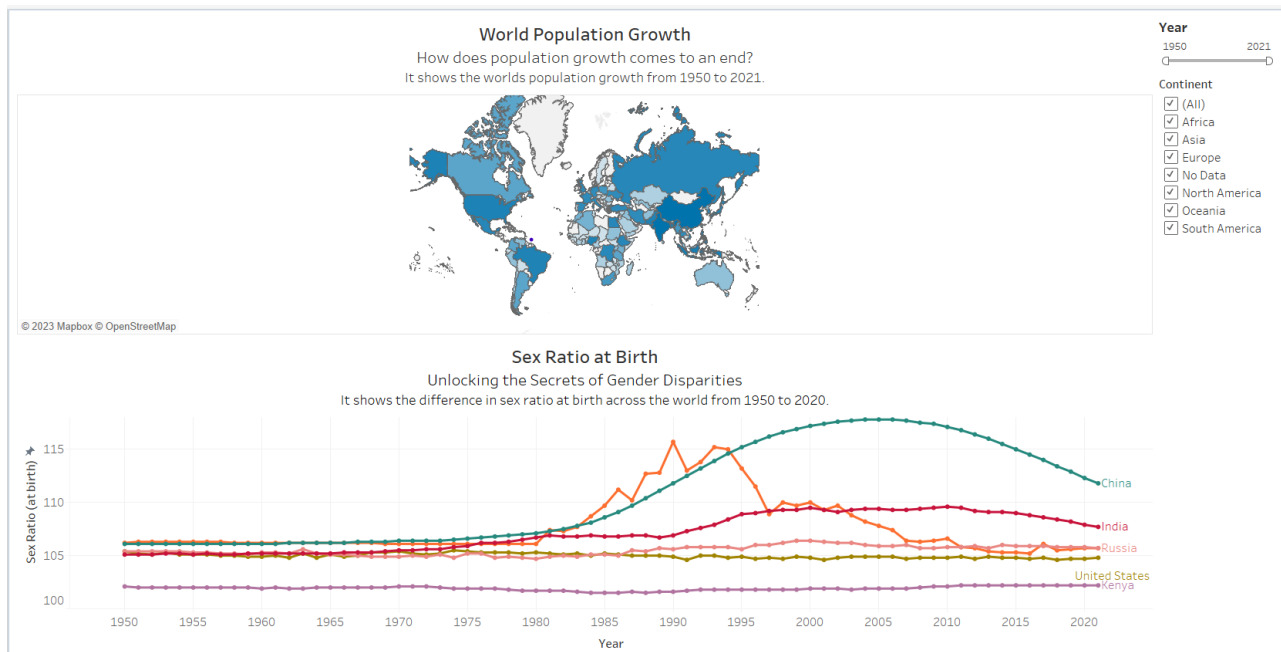 World Population Growth
How does population growth comes to an end?
It shows the worlds population growth from 1950 to 2021.
© 2023 Mapbox © OpenStreetMap
Year
1950 2021
Continent
(All)
Africa
Asia
Europe
No Data
North America
Oceania
South America
Sex Ratio at Birth
Unlocking the Secrets of Gender Disparities
It shows the difference in sex ratio at birth across the world from 1950 to 2020.
Sex Ratio (at birth)
115
110
105
100
China
India
Russia
United States
Kenya
1950 1955 1960 1965 1970 1975 1980 1985 1990 1995 2000 2005 2010 2015 2020
Year